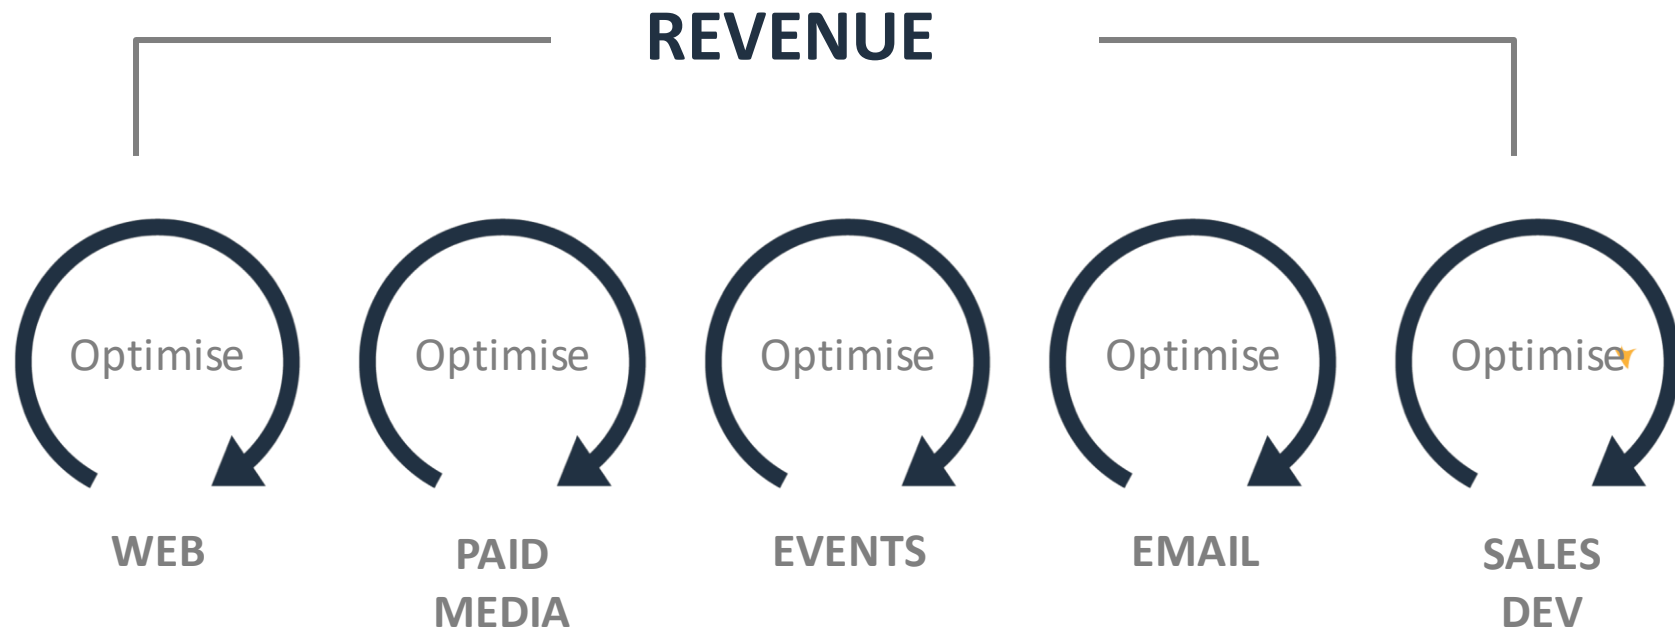 REVENUE
Optimise
Optimise
Optimise
Optimise
Optimise
WEB
PAID
MEDIA
EVENTS
EMAIL
SALES
DEV